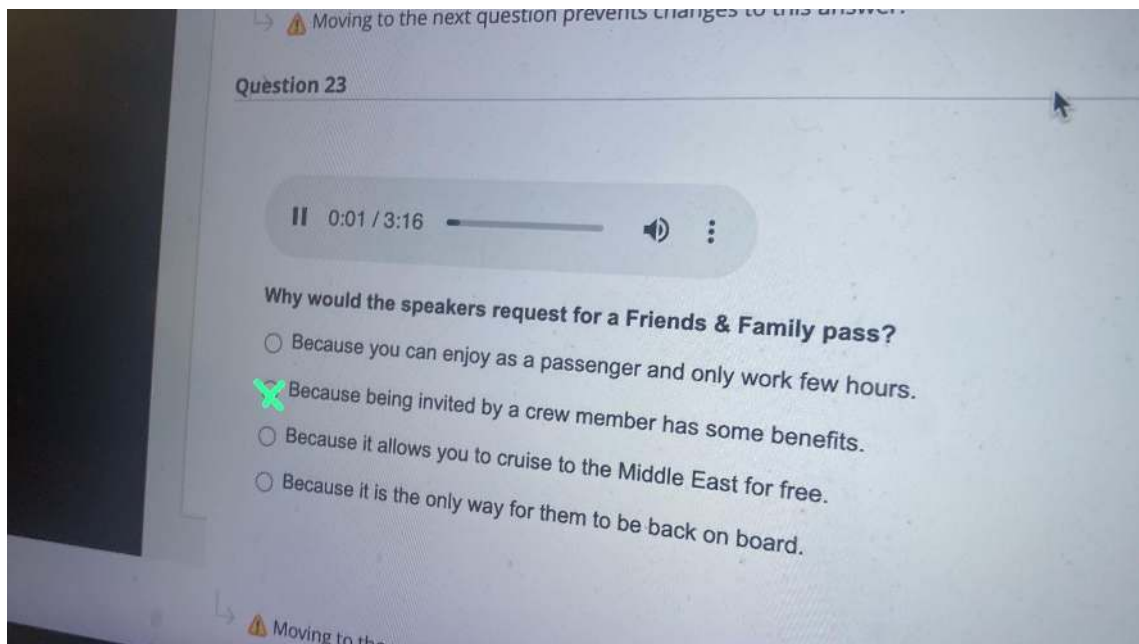 Moving to the next question prevents changes to this answer.
Question 23
0:01 / 3:16
Why would the speakers request for a Friends & Family pass?
Because you can enjoy as a passenger and only work few hours.
Because being invited by a crew member has some benefits.
Because it allows you to cruise to the Middle East for free.
Because it is the only way for them to be back on board.
Moving to the